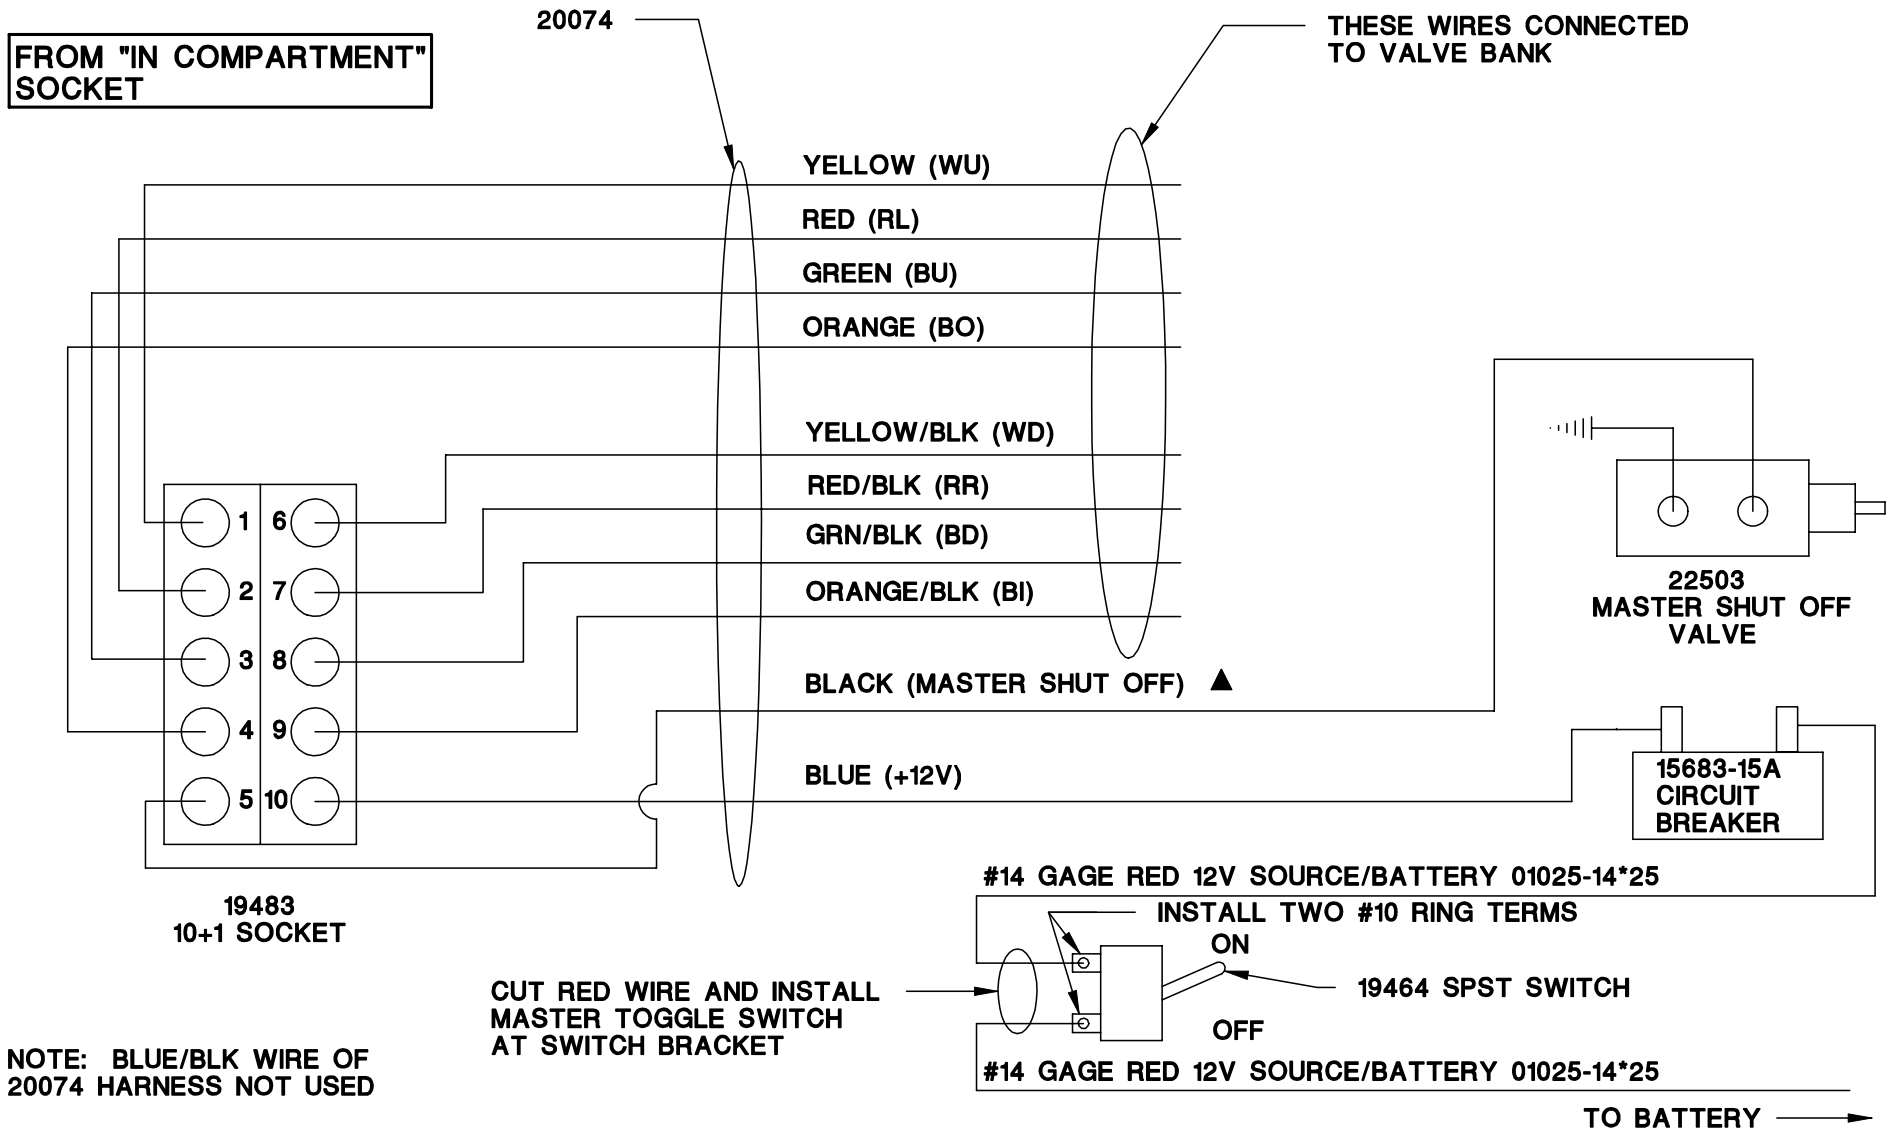 20074
THESE WIRES CONNECTED
TO VALVE BANK
FROM "IN COMPARTMENT"
SOCKET
YELLOW (WU)
RED (RL)
GREEN (BU)
ORANGE (BO)
YELLOW/BLK (WD)
RED/BLK (RR)
GRN/BLK (BD)
ORANGE/BLK (BI)
BLACK (MASTER SHUT OFF)
BLUE (+12V)
1 6
2 7
3 8
4 9
5 10
19483
10+1 SOCKET
22503
MASTER SHUT OFF
VALVE
15683-15A
CIRCUIT
BREAKER
#14 GAGE RED 12V SOURCE/BATTERY 01025-14*25
INSTALL TWO #10 RING TERMS
ON
19464 SPST SWITCH
OFF
CUT RED WIRE AND INSTALL
MASTER TOGGLE SWITCH
AT SWITCH BRACKET
#14 GAGE RED 12V SOURCE/BATTERY 01025-14*25
TO BATTERY
NOTE: BLUE/BLK WIRE OF
20074 HARNESS NOT USED